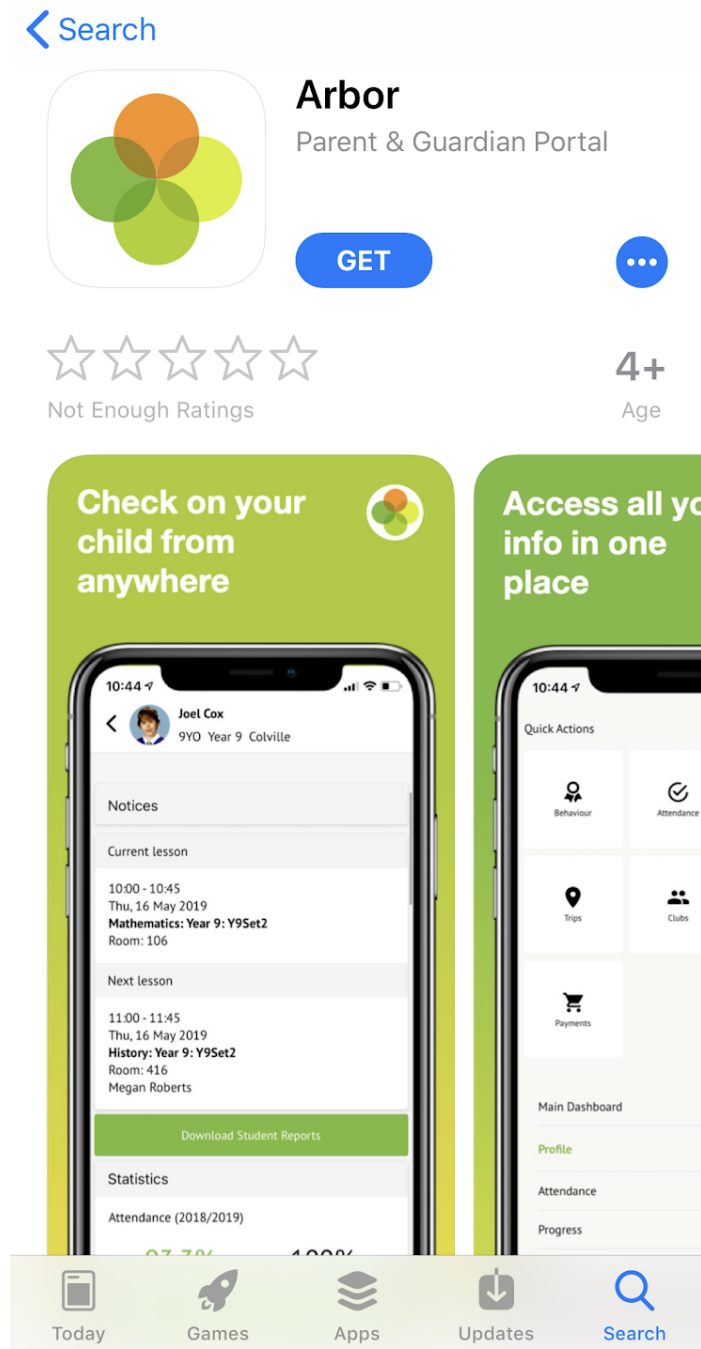 Search
Arbor
Parent & Guardian Portal
GET
Not Enough Ratings
4+
Age
Check on your
child from
anywhere
10:44
Joel Cox
9YO Year 9 Colville
Notices
Current lesson
10:00 - 10:45
Thu, 16 May 2019
Mathematics: Year 9: Y9Set2
Room: 106
Next lesson
11:00 - 11:45
Thu, 16 May 2019
History: Year 9: Y9Set2
Room: 416
Megan Roberts
Download Student Reports
Statistics
Attendance (2018/2019)
Access all yo
info in one
place
10:44
Quick Actions
Behaviour
Attendance
Trips
Clubs
Payments
Main Dashboard
Profile
Attendance
Progress
Today
Games
Apps
Updates
Search